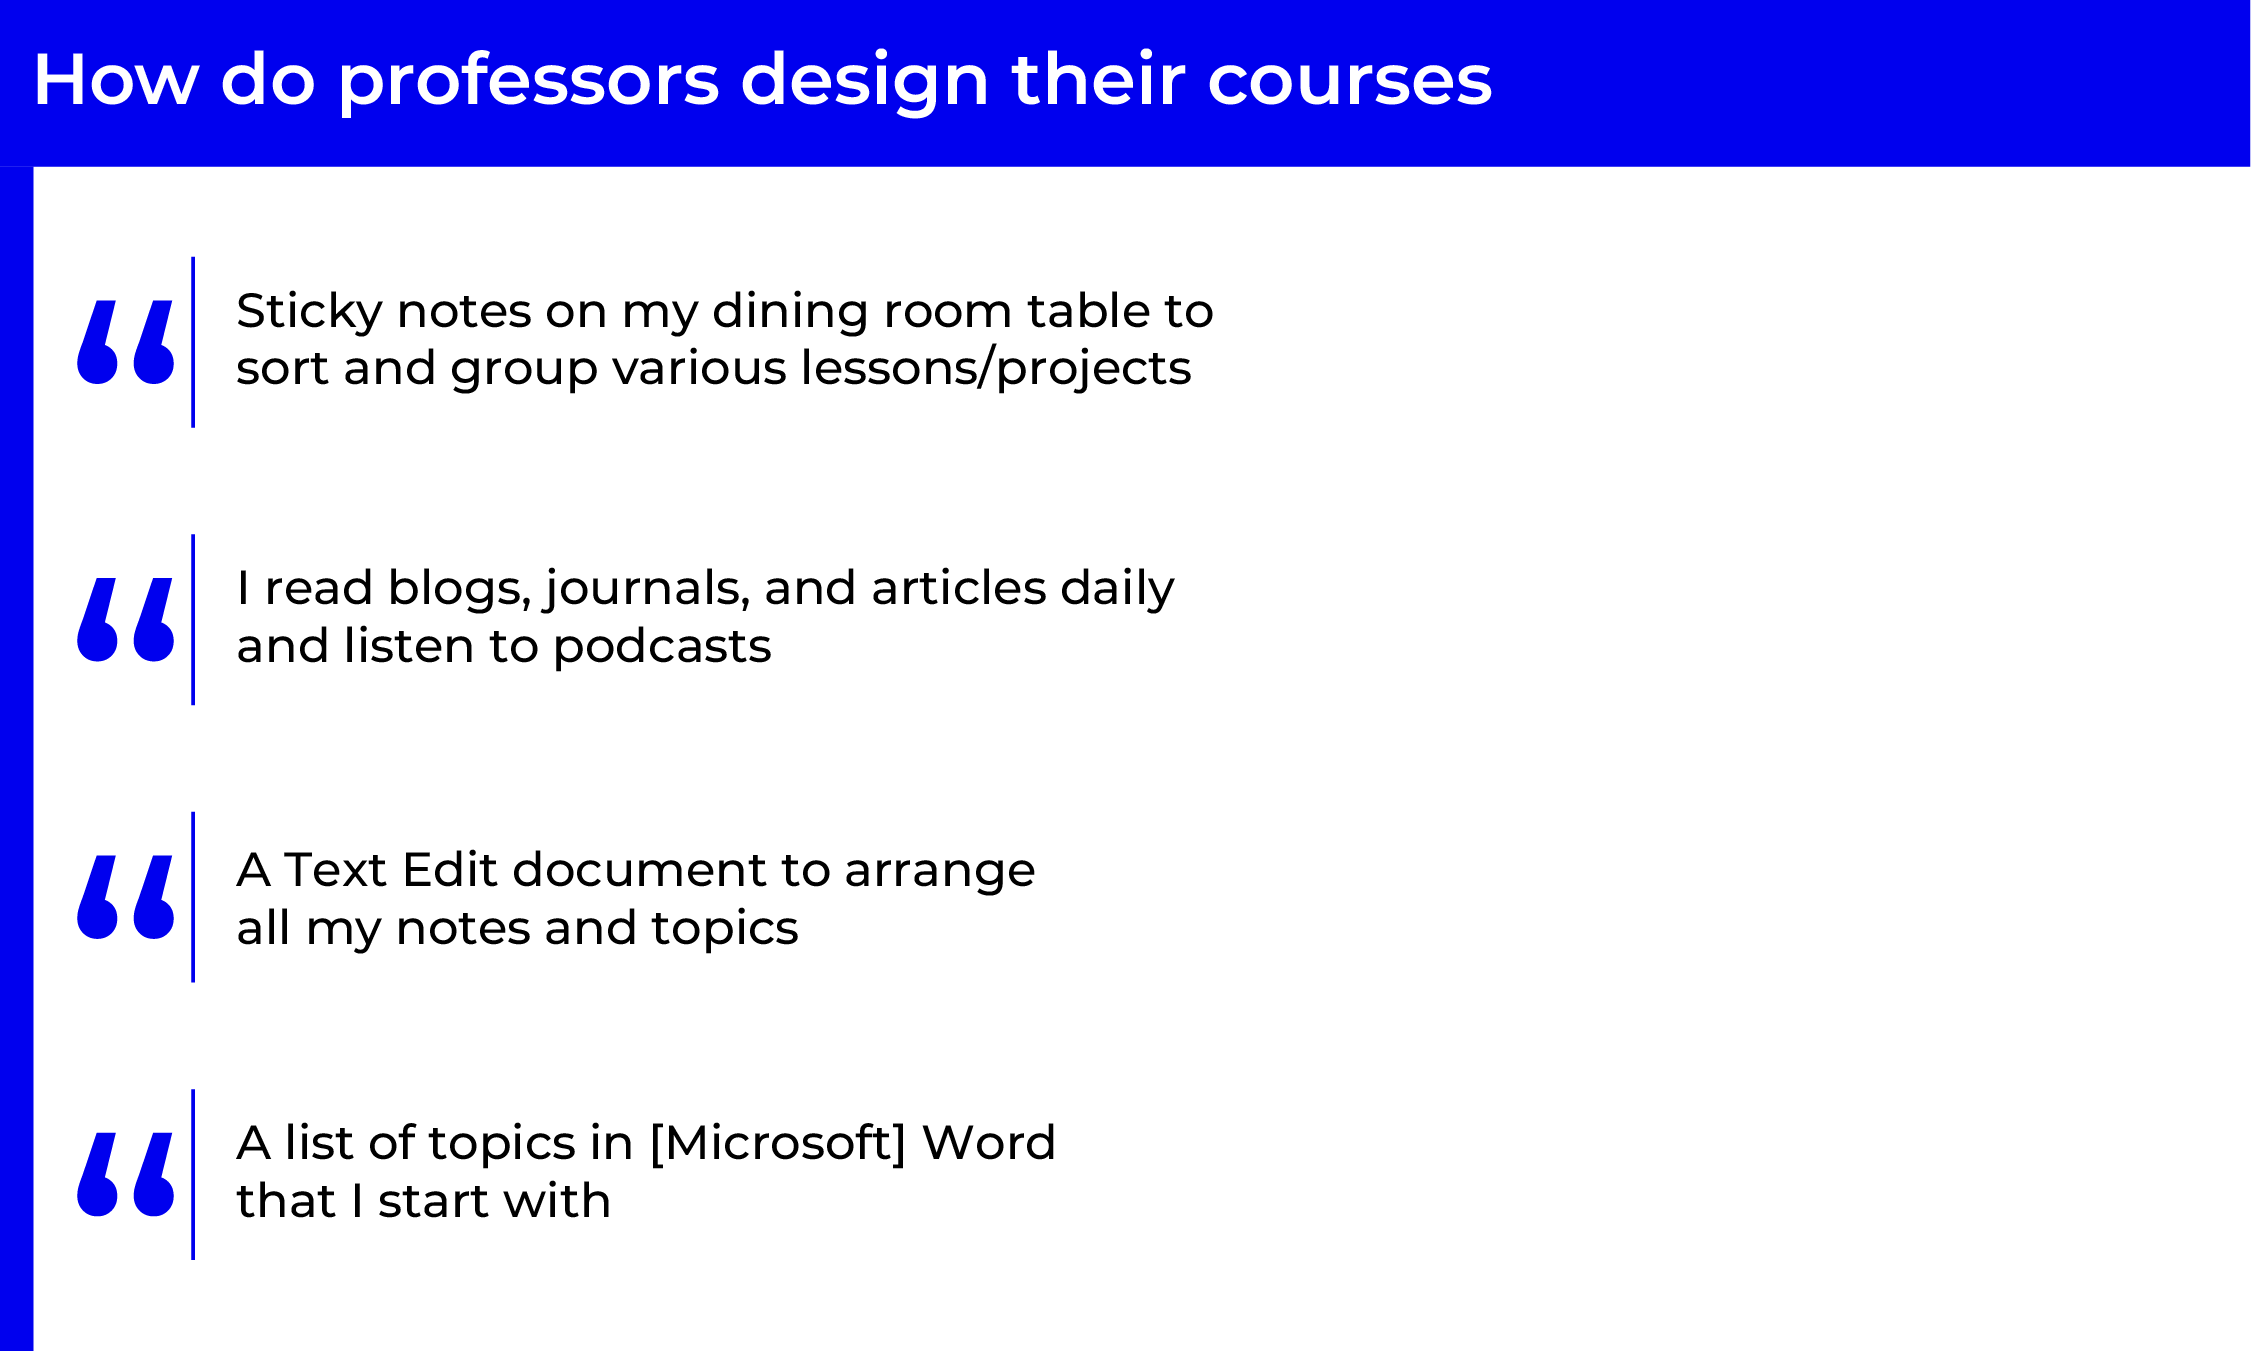 How do professors design their courses
“ Sticky notes on my dining room table to
sort and group various lessons/projects
“ I read blogs, journals, and articles daily
and listen to podcasts
“ A Text Edit document to arrange
all my notes and topics
“ A list of topics in [Microsoft] Word
that I start with